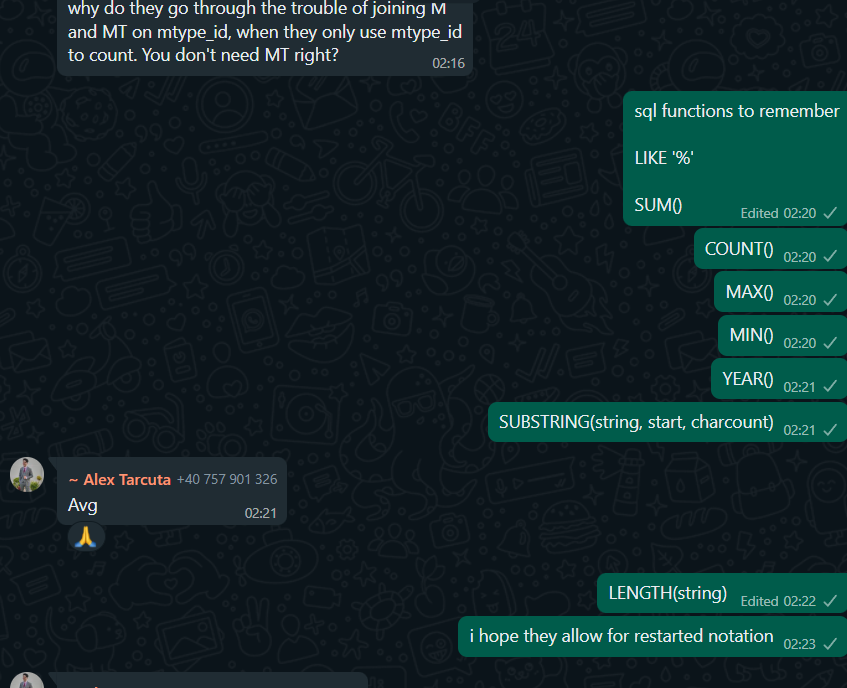 why do they go through the trouble of joining M
and MT on mtype_id, when they only use mtype_id
to count. You don't need MT right?
02:16
sql functions to remember
LIKE '%'
SUM()
Edited 02:20
COUNT() 02:20
MAX() 02:20
MIN() 02:20
YEAR() 02:21
SUBSTRING(string, start, charcount) 02:21
~ Alex Tarcuta +40 757 901 326
Avg
02:21
LENGTH(string) Edited 02:22
i hope they allow for restarted notation 02:23